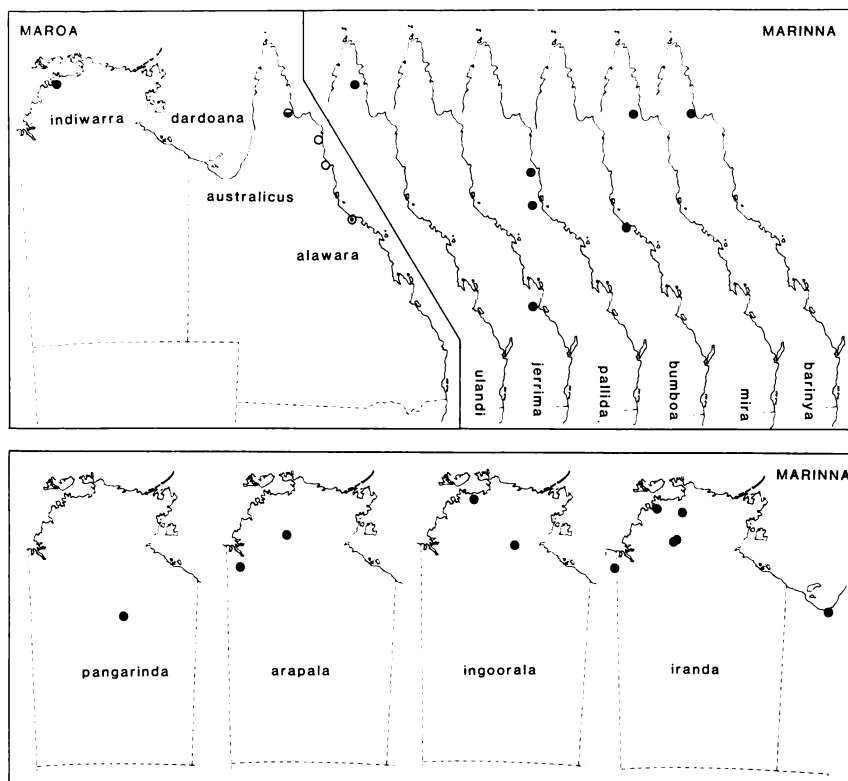 MAROA
MARINNA
indiwarra
dardoana
australicus
alawara
ulandi
jerrima
pallida
bumboa
mira
barinya
MARINNA
pangarinda
arapala
ingoorala
iranda